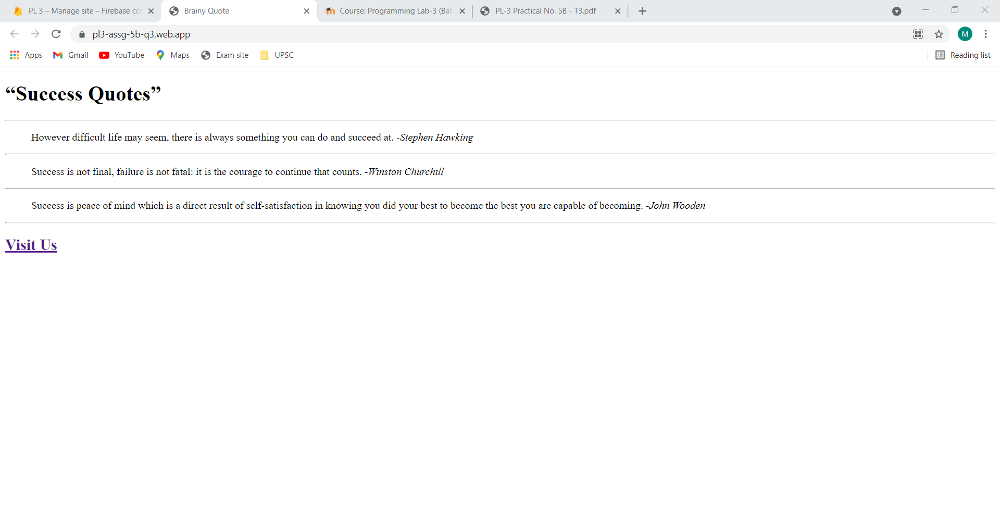 PL 3 – Manage site – Firebase co
Brainy Quote
Course: Programming Lab-3 (Bat
PL-3 Practical No. 5B - T3.pdf
pl3-assg-5b-q3.web.app
M
Apps
Gmail
YouTube
Maps
Exam site
UPSC
Reading list
“Success Quotes”
However difficult life may seem, there is always something you can do and succeed at. -Stephen Hawking
Success is not final, failure is not fatal: it is the courage to continue that counts. -Winston Churchill
Success is peace of mind which is a direct result of self-satisfaction in knowing you did your best to become the best you are capable of becoming. -John Wooden
Visit Us